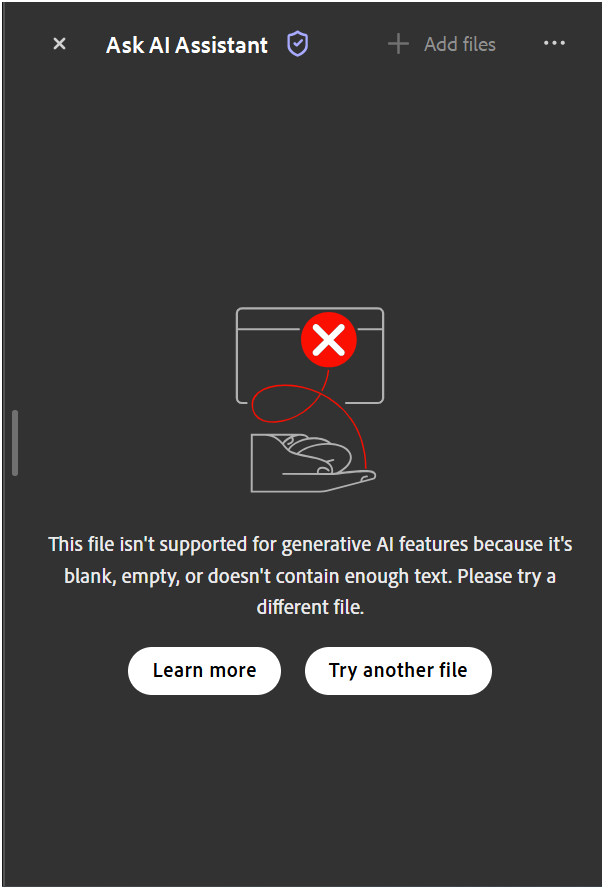 Ask AI Assistant
Add files
This file isn't supported for generative AI features because it's
blank, empty, or doesn't contain enough text. Please try a
different file.
Learn more
Try another file